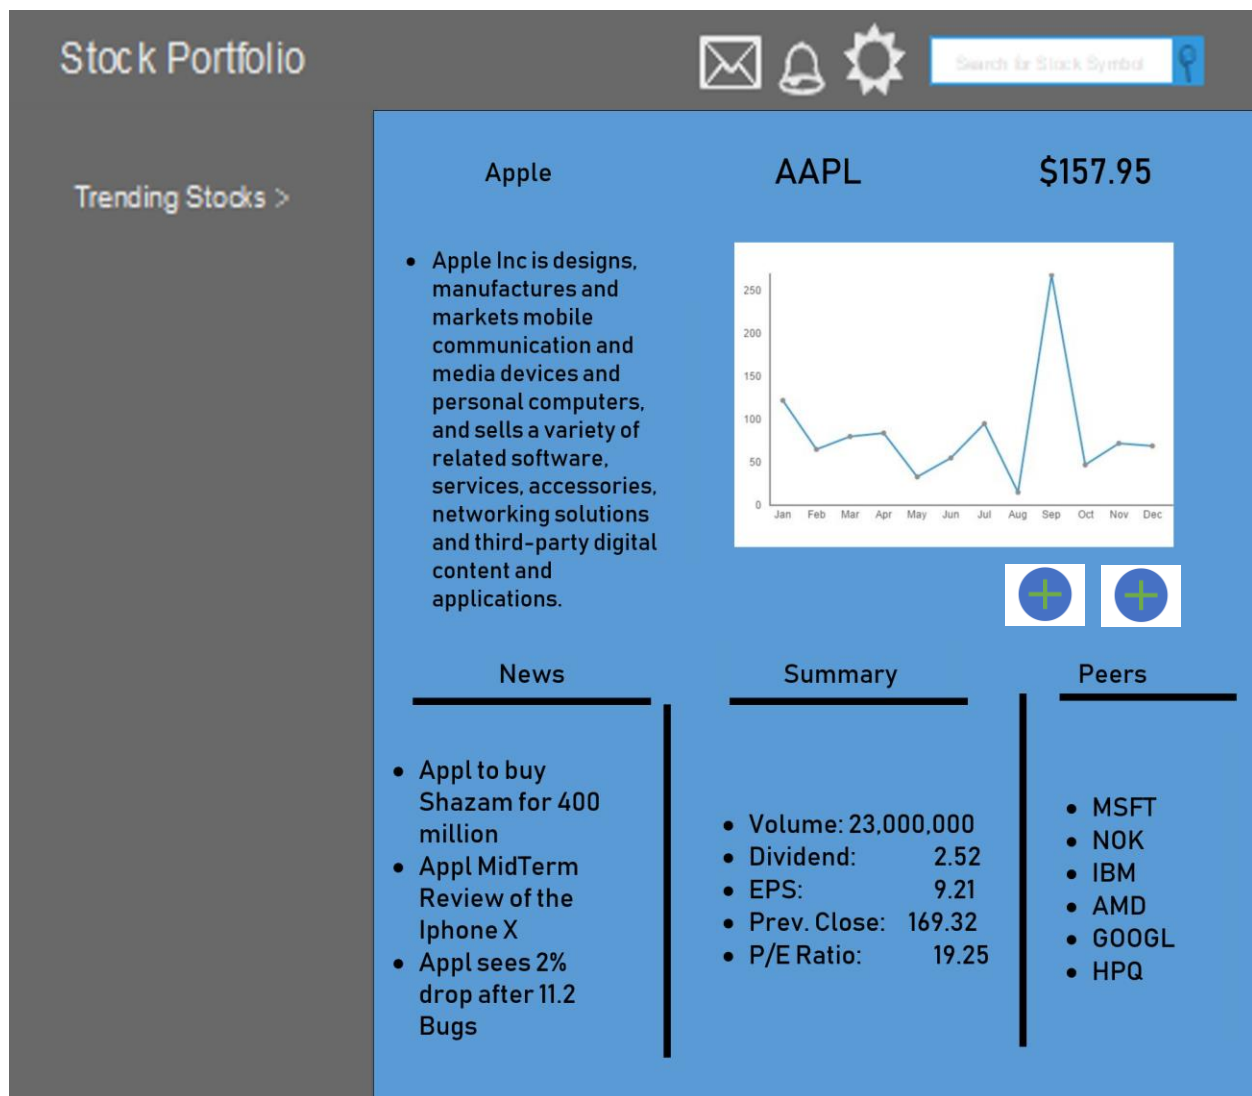 Stock Portfolio
Search for Stock Symbol
Trending Stocks >
Apple
AAPL
$157.95
• Apple Inc is designs,
manufactures and
markets mobile
communication and
media devices and
personal computers,
and sells a variety of
related software,
services, accessories,
networking solutions
and third-party digital
content and
applications.
250
200
150
100
50
0
Jan Feb Mar Apr May Jun Jul Aug Sep Oct Nov Dec
News
• Appl to buy
Shazam for 400
million
• Appl MidTerm
Review of the
Iphone X
• Appl sees 2%
drop after 11.2
Bugs
Summary
• Volume: 23,000,000
• Dividend: 2.52
• EPS: 9.21
• Prev. Close: 169.32
• P/E Ratio: 19.25
Peers
• MSFT
• NOK
• IBM
• AMD
• GOOGL
• HPQ